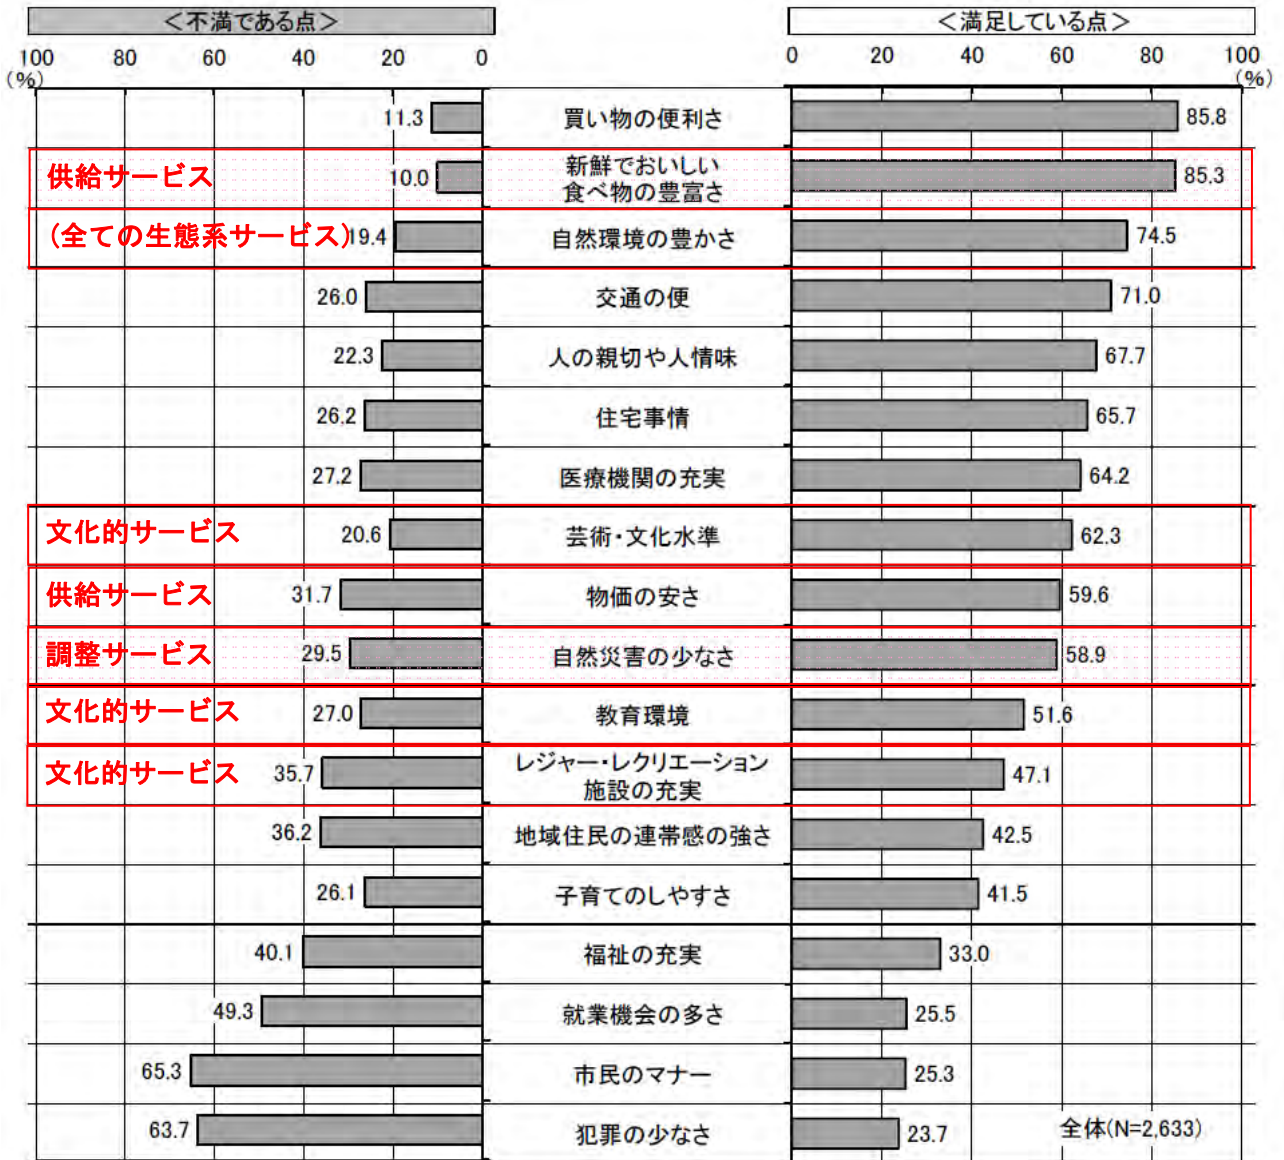 ＜不満である点＞
＜満足している点＞
100 80 60 40 20 0
(%)
0 20 40 60 80 100
(%)
11.3 買い物の便利さ 85.8
供給サービス 10.0 新鮮でおいしい
食べ物の豊富さ 85.3
(全ての生態系サービス) 19.4 自然環境の豊かさ 74.5
26.0 交通の便 71.0
22.3 人の親切や人情味 67.7
26.2 住宅事情 65.7
27.2 医療機関の充実 64.2
文化的サービス 20.6 芸術・文化水準 62.3
供給サービス 31.7 物価の安さ 59.6
調整サービス 29.5 自然災害の少なさ 58.9
文化的サービス 27.0 教育環境 51.6
文化的サービス 35.7 レジャー・レクリエーション
施設の充実 47.1
36.2 地域住民の連帯感の強さ 42.5
26.1 子育てのしやすさ 41.5
40.1 福祉の充実 33.0
49.3 就業機会の多さ 25.5
65.3 市民のマナー 25.3
63.7 犯罪の少なさ 23.7
全体(N=2,633)